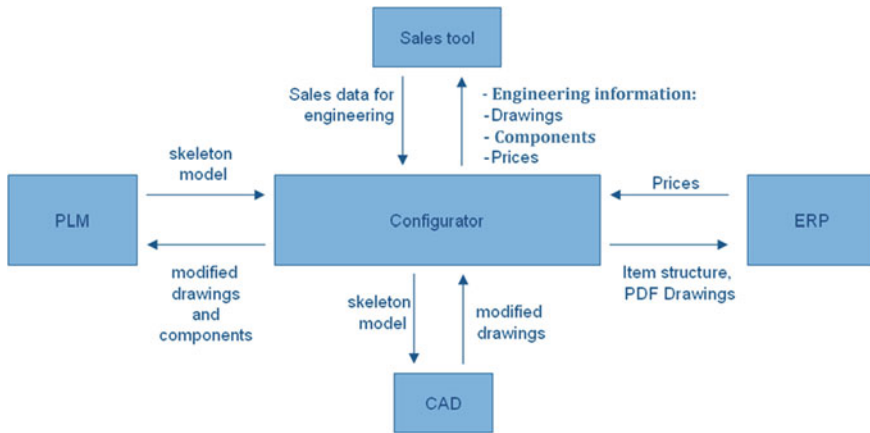 Sales tool
Sales data for
engineering
- Engineering information:
-Drawings
- Components
-Prices
skeleton
model
Prices
PLM
Configurator
ERP
modified
drawings
and
components
skeleton
model
modified
drawings
Item structure,
PDF Drawings
CAD